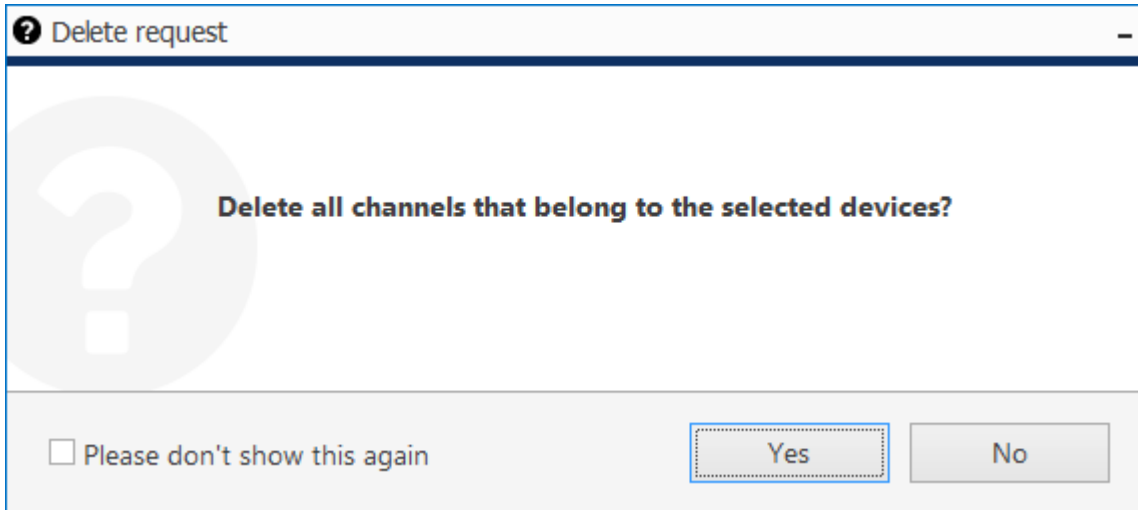 Delete request
Delete all channels that belong to the selected devices?
Please don't show this again
Yes
No